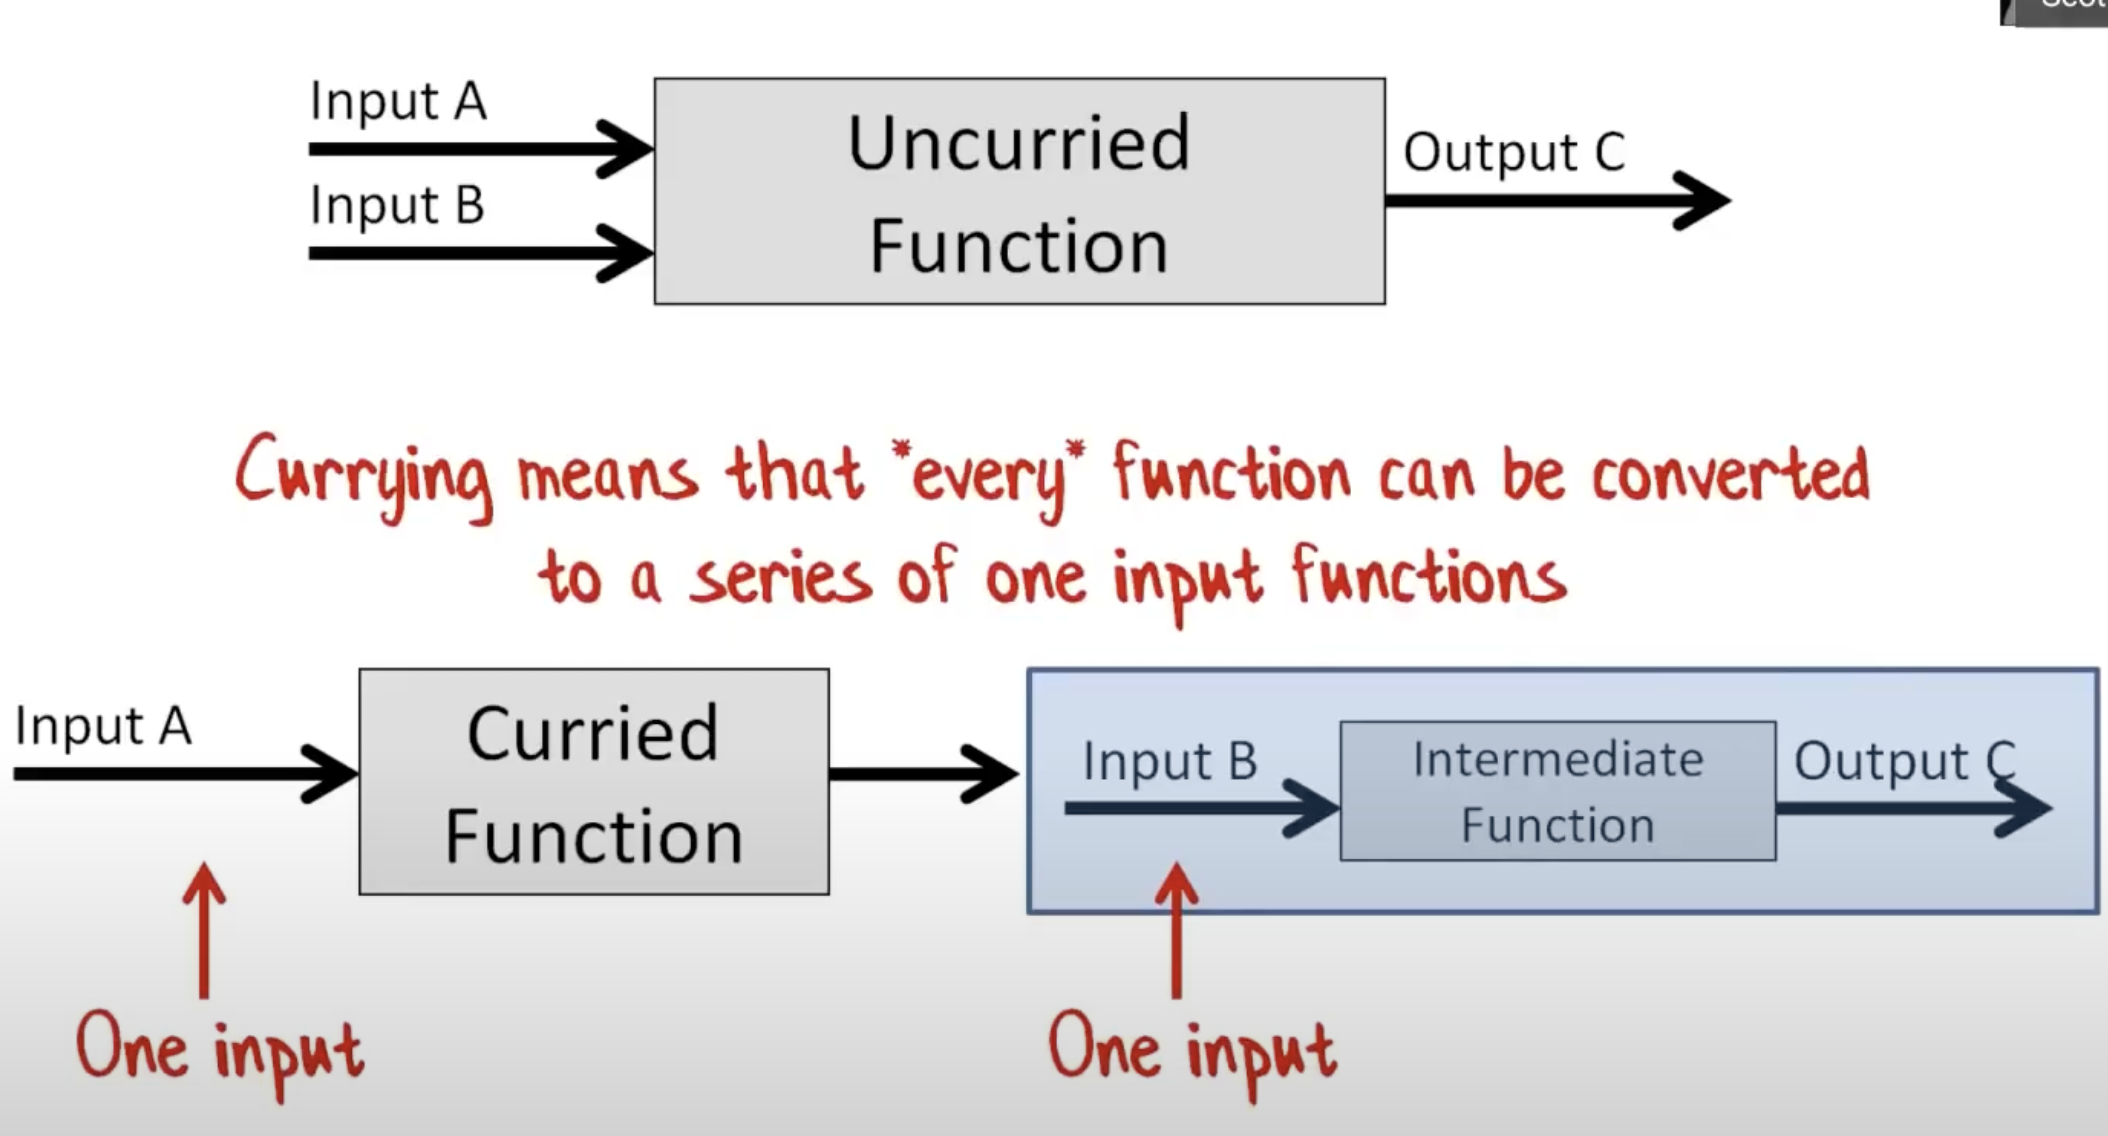 Input A
Input B
Uncurried
Function
Output C
Currying means that *every* function can be converted
to a series of one input functions
Input A
Curried
Function
Input B
Intermediate
Function
Output C
One input
One input